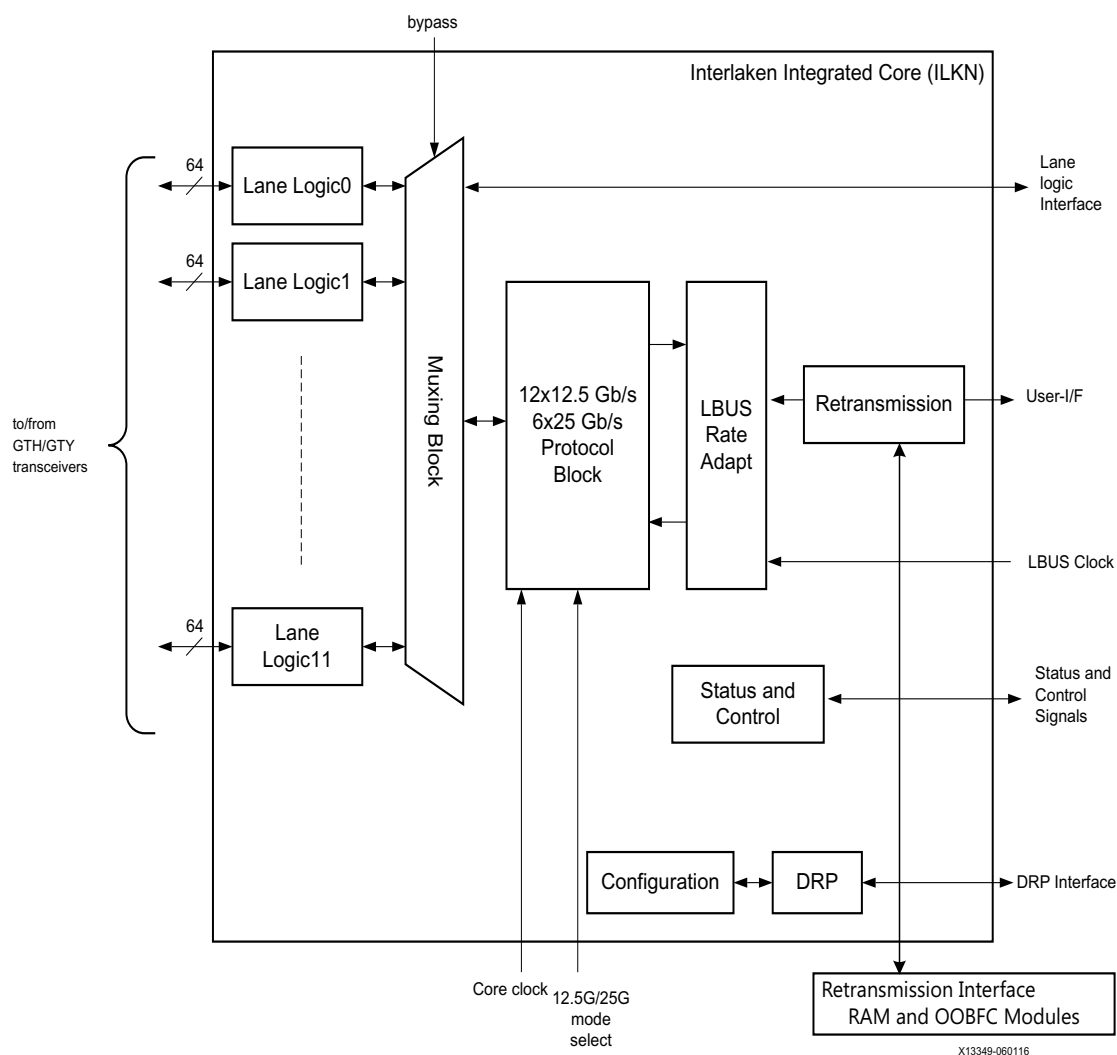 bypass
Interlaken Integrated Core (ILKN)
64
Lane Logic0
Lane
logic
Interface
64
Lane Logic1
Muxing Block
12x12.5 Gb/s
6x25 Gb/s
Protocol
Block
LBUS
Rate
Adapt
Retransmission
User-I/F
to/from
GTH/GTY
transceivers
LBUS Clock
64
Lane
Logic11
Status and
Control
Status and
Control
Signals
Configuration
DRP
DRP Interface
Core clock
12.5G/25G
mode
select
Retransmission Interface
RAM and OOBFC Modules
X13349-060116